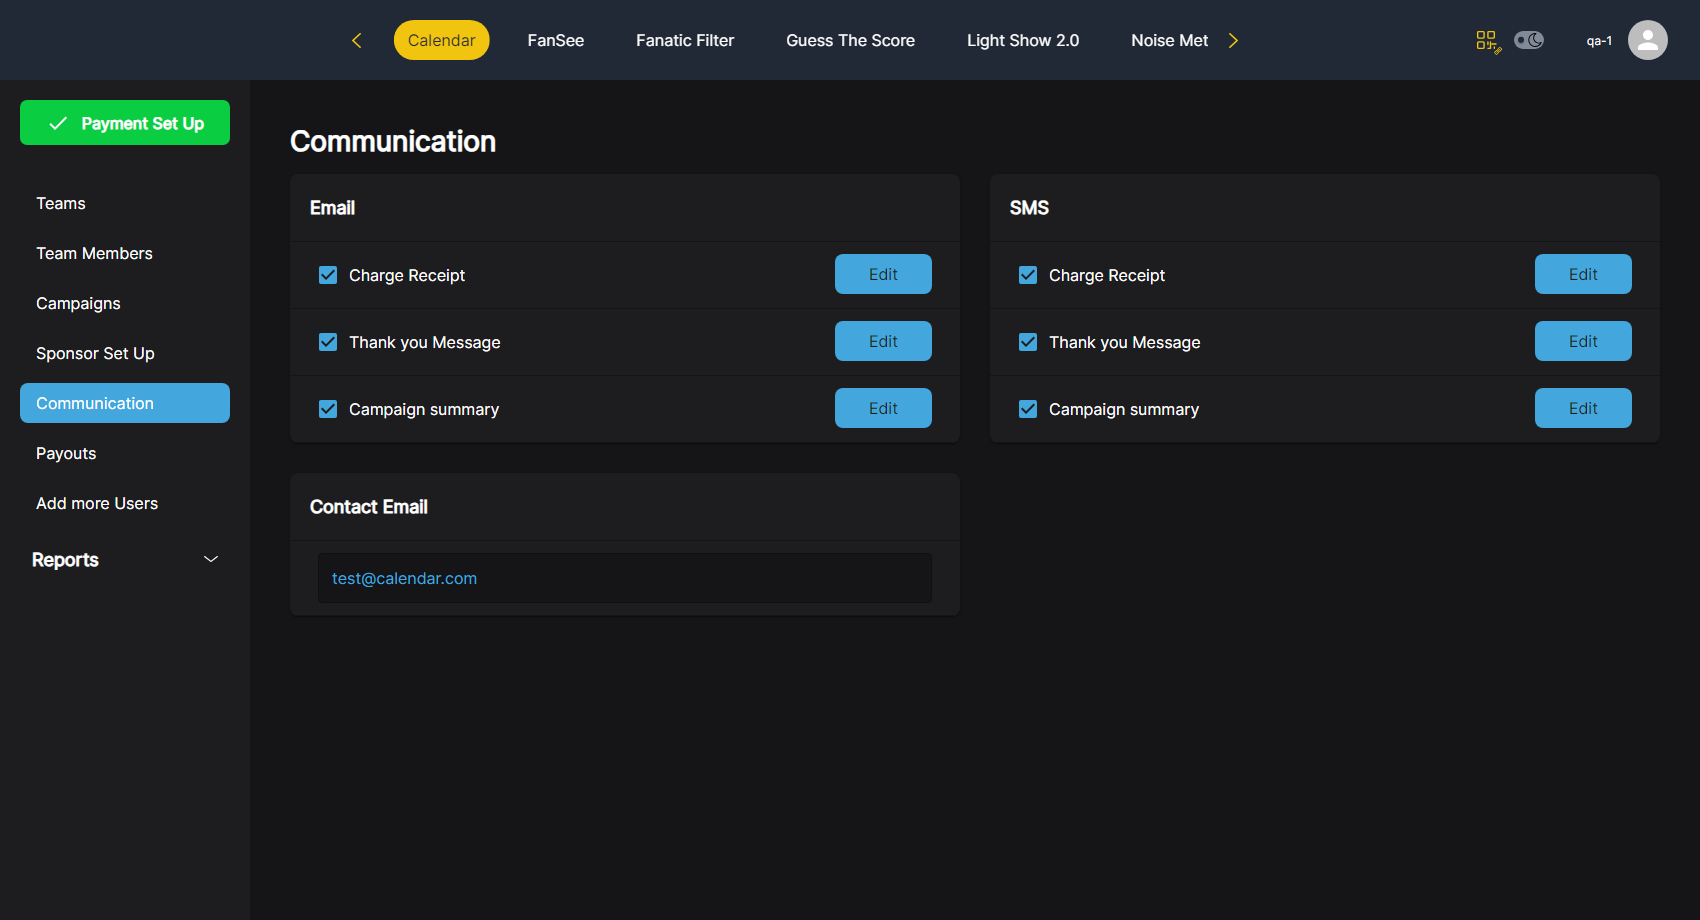 Calendar
FanSee
Fanatic Filter
Guess The Score
Light Show 2.0
Noise Met
qa-1
Payment Set Up
Teams
Team Members
Campaigns
Sponsor Set Up
Communication
Payouts
Add more Users
Reports
Communication
Email
Charge Receipt
Edit
Thank you Message
Edit
Campaign summary
Edit
SMS
Charge Receipt
Edit
Thank you Message
Edit
Campaign summary
Edit
Contact Email
test@calendar.com